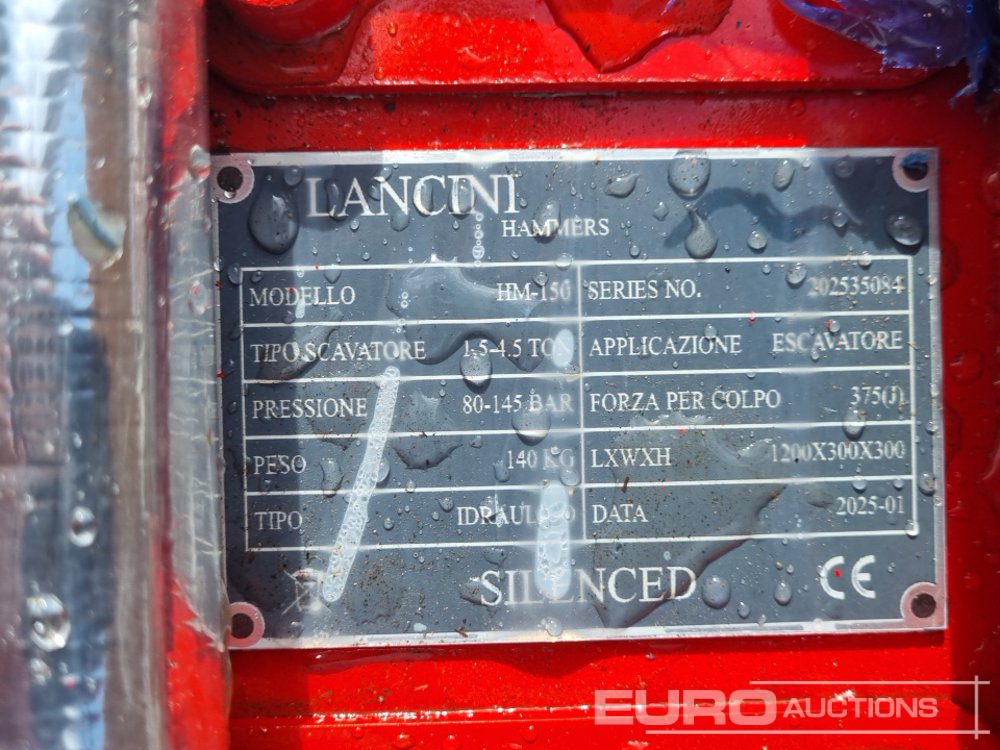 LANCINI
HAMMERS
MODELLO HM-150 SERIES NO. 202535084
TIPO SCAVATORE 1,5-4.5 TON APPLICAZIONE ESCAVATORE
PRESSIONE 80-145 BAR FORZA PER COLPO 375(J)
PESO 140 KG LXWXH 1200X300X300
TIPO IDRAULICO DATA 2025-01
SILENCED CE
EURO AUCTIONS